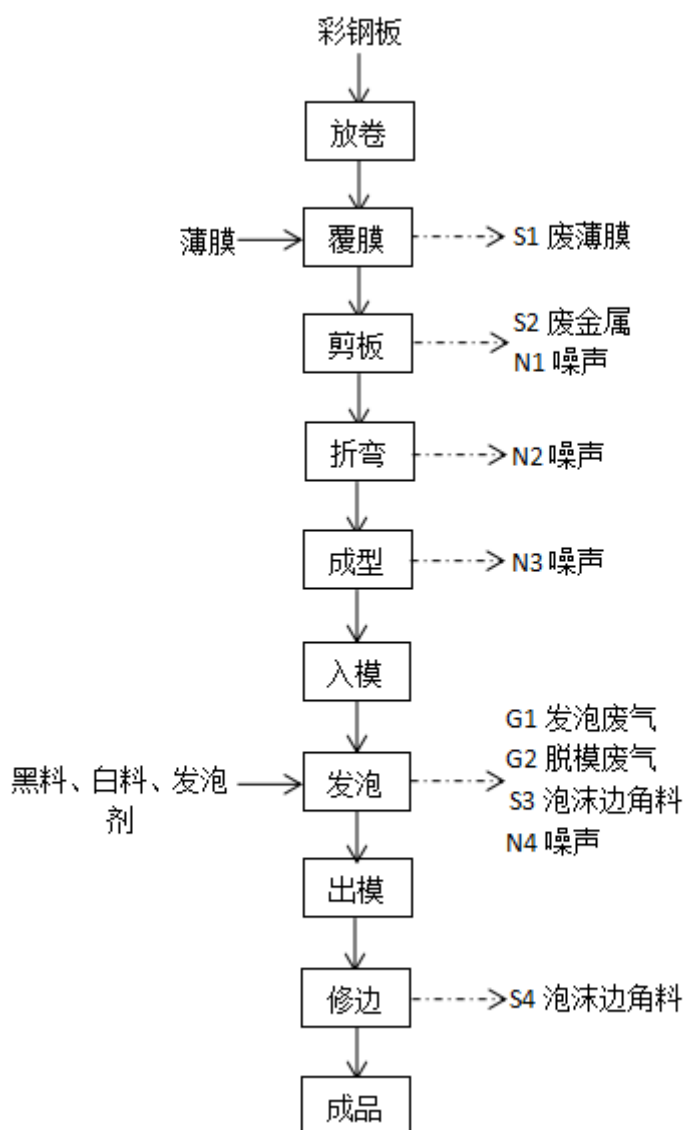 彩钢板
放卷
薄膜
覆膜
S1 废薄膜
剪板
S2 废金属
N1 噪声
折弯
N2 噪声
成型
N3 噪声
入模
黑料、白料、发泡
剂
发泡
G1 发泡废气
G2 脱模废气
S3 泡沫边角料
N4 噪声
出模
修边
S4 泡沫边角料
成品